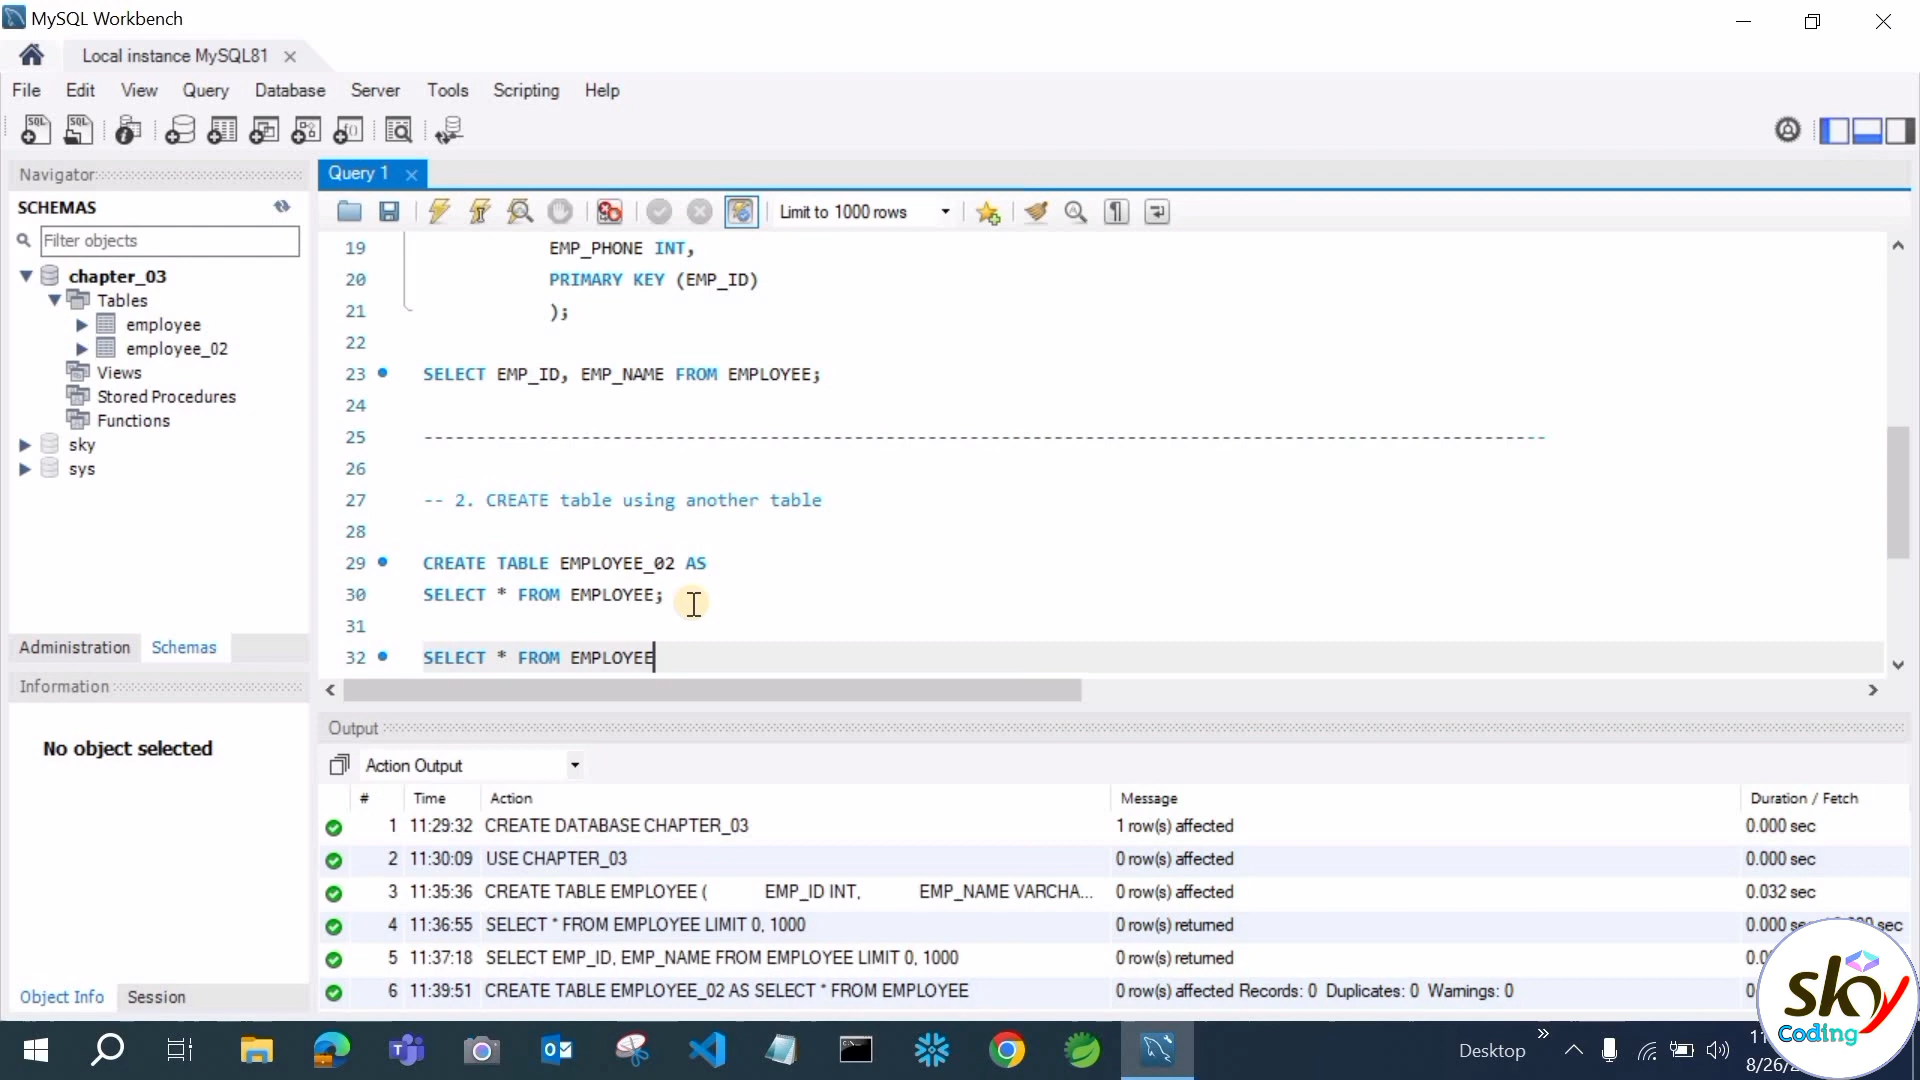 MySQL Workbench
Local instance MySQL81
File Edit View Query Database Server Tools Scripting Help
Navigator
Query 1
SCHEMAS
Limit to 1000 rows
Filter objects
chapter_03
Tables
employee
employee_02
Views
Stored Procedures
Functions
sky
sys
19 EMP_PHONE INT,
20 PRIMARY KEY (EMP_ID)
21 );
22
23 SELECT EMP_ID, EMP_NAME FROM EMPLOYEE;
24
25 ------------------------------------------------------------------------------------------------------------
26
27 -- 2. CREATE table using another table
28
29 CREATE TABLE EMPLOYEE_02 AS
30 SELECT * FROM EMPLOYEE;
31
32 SELECT * FROM EMPLOYEE
Administration Schemas
Information
No object selected
Object Info Session
Output
Action Output
# Time Action Message Duration / Fetch
1 11:29:32 CREATE DATABASE CHAPTER_03 1 row(s) affected 0.000 sec
2 11:30:09 USE CHAPTER_03 0 row(s) affected 0.000 sec
3 11:35:36 CREATE TABLE EMPLOYEE ( EMP_ID INT, EMP_NAME VARCHA... 0 row(s) affected 0.032 sec
4 11:36:55 SELECT * FROM EMPLOYEE LIMIT 0, 1000 0 row(s) returned 0.000 sec
5 11:37:18 SELECT EMP_ID, EMP_NAME FROM EMPLOYEE LIMIT 0, 1000 0 row(s) returned
6 11:39:51 CREATE TABLE EMPLOYEE_02 AS SELECT * FROM EMPLOYEE 0 row(s) affected Records: 0 Duplicates: 0 Warnings: 0
sky
Coding
Desktop